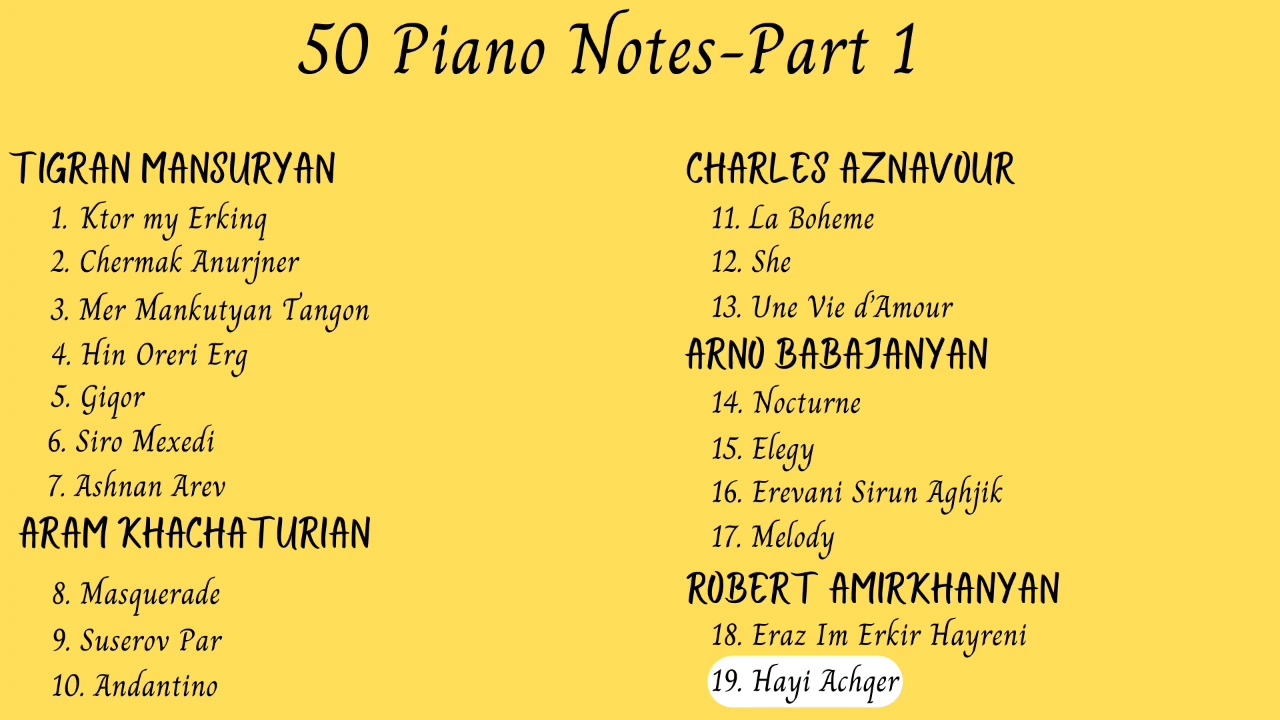 50 Piano Notes-Part 1
TIGRAN MANSURYAN
1. Ktor my Erkinq
2. Chermak Anurjner
3. Mer Mankutyan Tangon
4. Hin Oreri Erg
5. Giqor
6. Siro Mexedi
7. Ashnan Arev
ARAM KHACHATURIAN
8. Masquerade
9. Suserov Par
10. Andantino
CHARLES AZNAVOUR
11. La Boheme
12. She
13. Une Vie d'Amour
ARNO BABAJANYAN
14. Nocturne
15. Elegy
16. Erevani Sirun Aghjik
17. Melody
ROBERT AMIRKHANYAN
18. Eraz Im Erkir Hayreni
19. Hayi Achqer